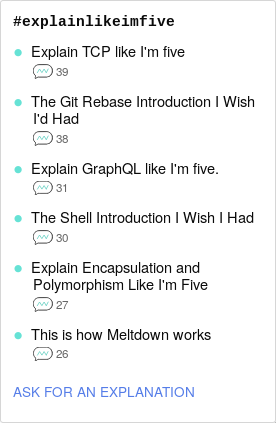 #explainlikeimfive
Explain TCP like I'm five
39
The Git Rebase Introduction I Wish
I'd Had
38
Explain GraphQL like I'm five.
31
The Shell Introduction I Wish I Had
30
Explain Encapsulation and
Polymorphism Like I'm Five
27
This is how Meltdown works
26
ASK FOR AN EXPLANATION